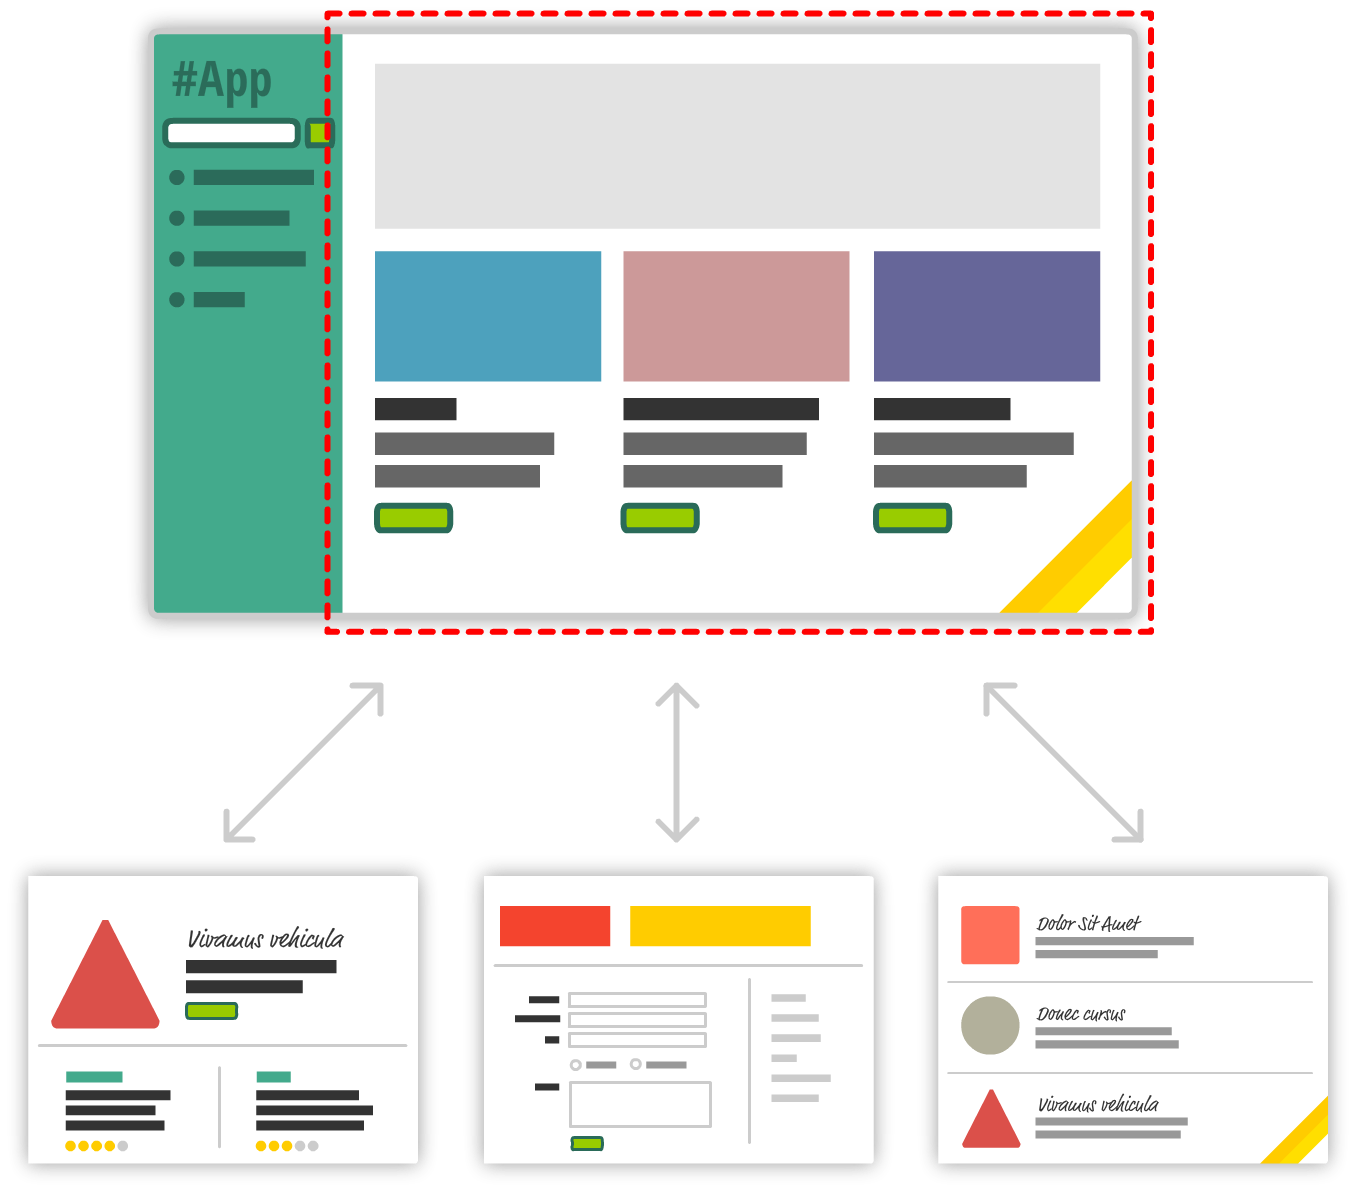 #App
Vivamus vehicula
Dolor Sit Amet
Donec cursus
Vivamus vehicula